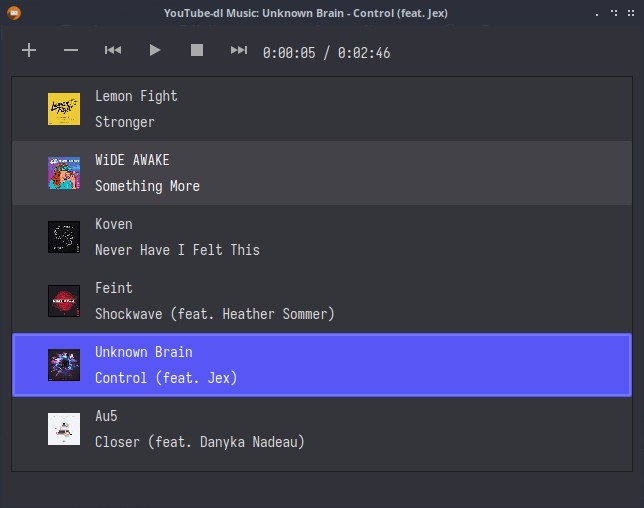 YouTube-dl Music: Unknown Brain - Control (feat. Jex)
0:00:05 / 0:02:46
Lemon Fight
Stronger
WiDE AWAKE
Something More
Koven
Never Have I Felt This
Feint
Shockwave (feat. Heather Sommer)
Unknown Brain
Control (feat. Jex)
Au5
Closer (feat. Danyka Nadeau)